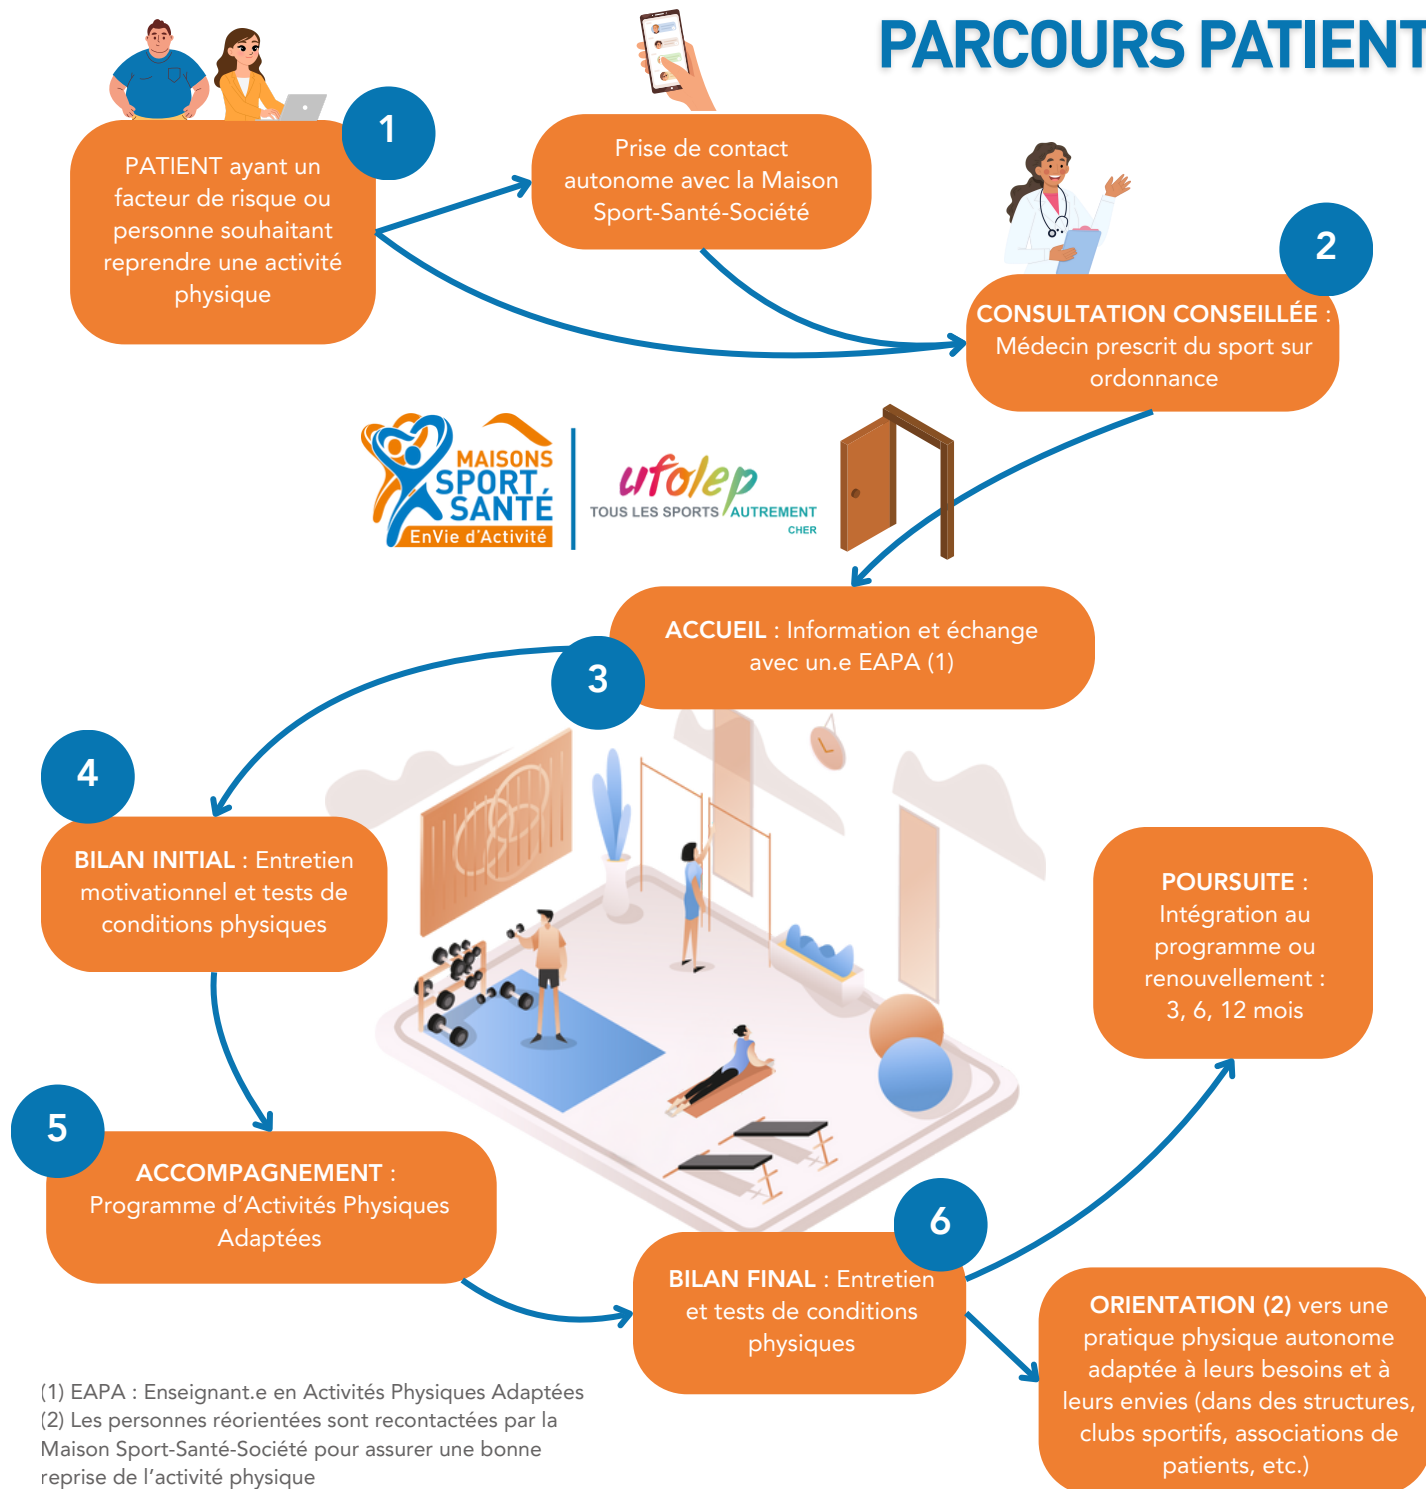 PARCOURS PATIENT
1
PATIENT ayant un
facteur de risque ou
personne souhaitant
reprendre une activité
physique
Prise de contact
autonome avec la Maison
Sport-Santé-Société
2
CONSULTATION CONSEILLÉE :
Médecin prescrit du sport sur
ordonnance
MAISONS
SPORT
SANTÉ
EnVie d'Activité
ufolep
TOUS LES SPORTS AUTREMENT
CHER
3
ACCUEIL : Information et échange
avec un.e EAPA (1)
4
BILAN INITIAL : Entretien
motivationnel et tests de
conditions physiques
5
ACCOMPAGNEMENT :
Programme d'Activités Physiques
Adaptées
6
BILAN FINAL : Entretien
et tests de conditions
physiques
POURSUITE :
Intégration au
programme ou
renouvellement :
3, 6, 12 mois
ORIENTATION (2) vers une
pratique physique autonome
adaptée à leurs besoins et à
leurs envies (dans des structures,
clubs sportifs, associations de
patients, etc.)
(1) EAPA : Enseignant.e en Activités Physiques Adaptées
(2) Les personnes réorientées sont recontactées par la
Maison Sport-Santé-Société pour assurer une bonne
reprise de l'activité physique